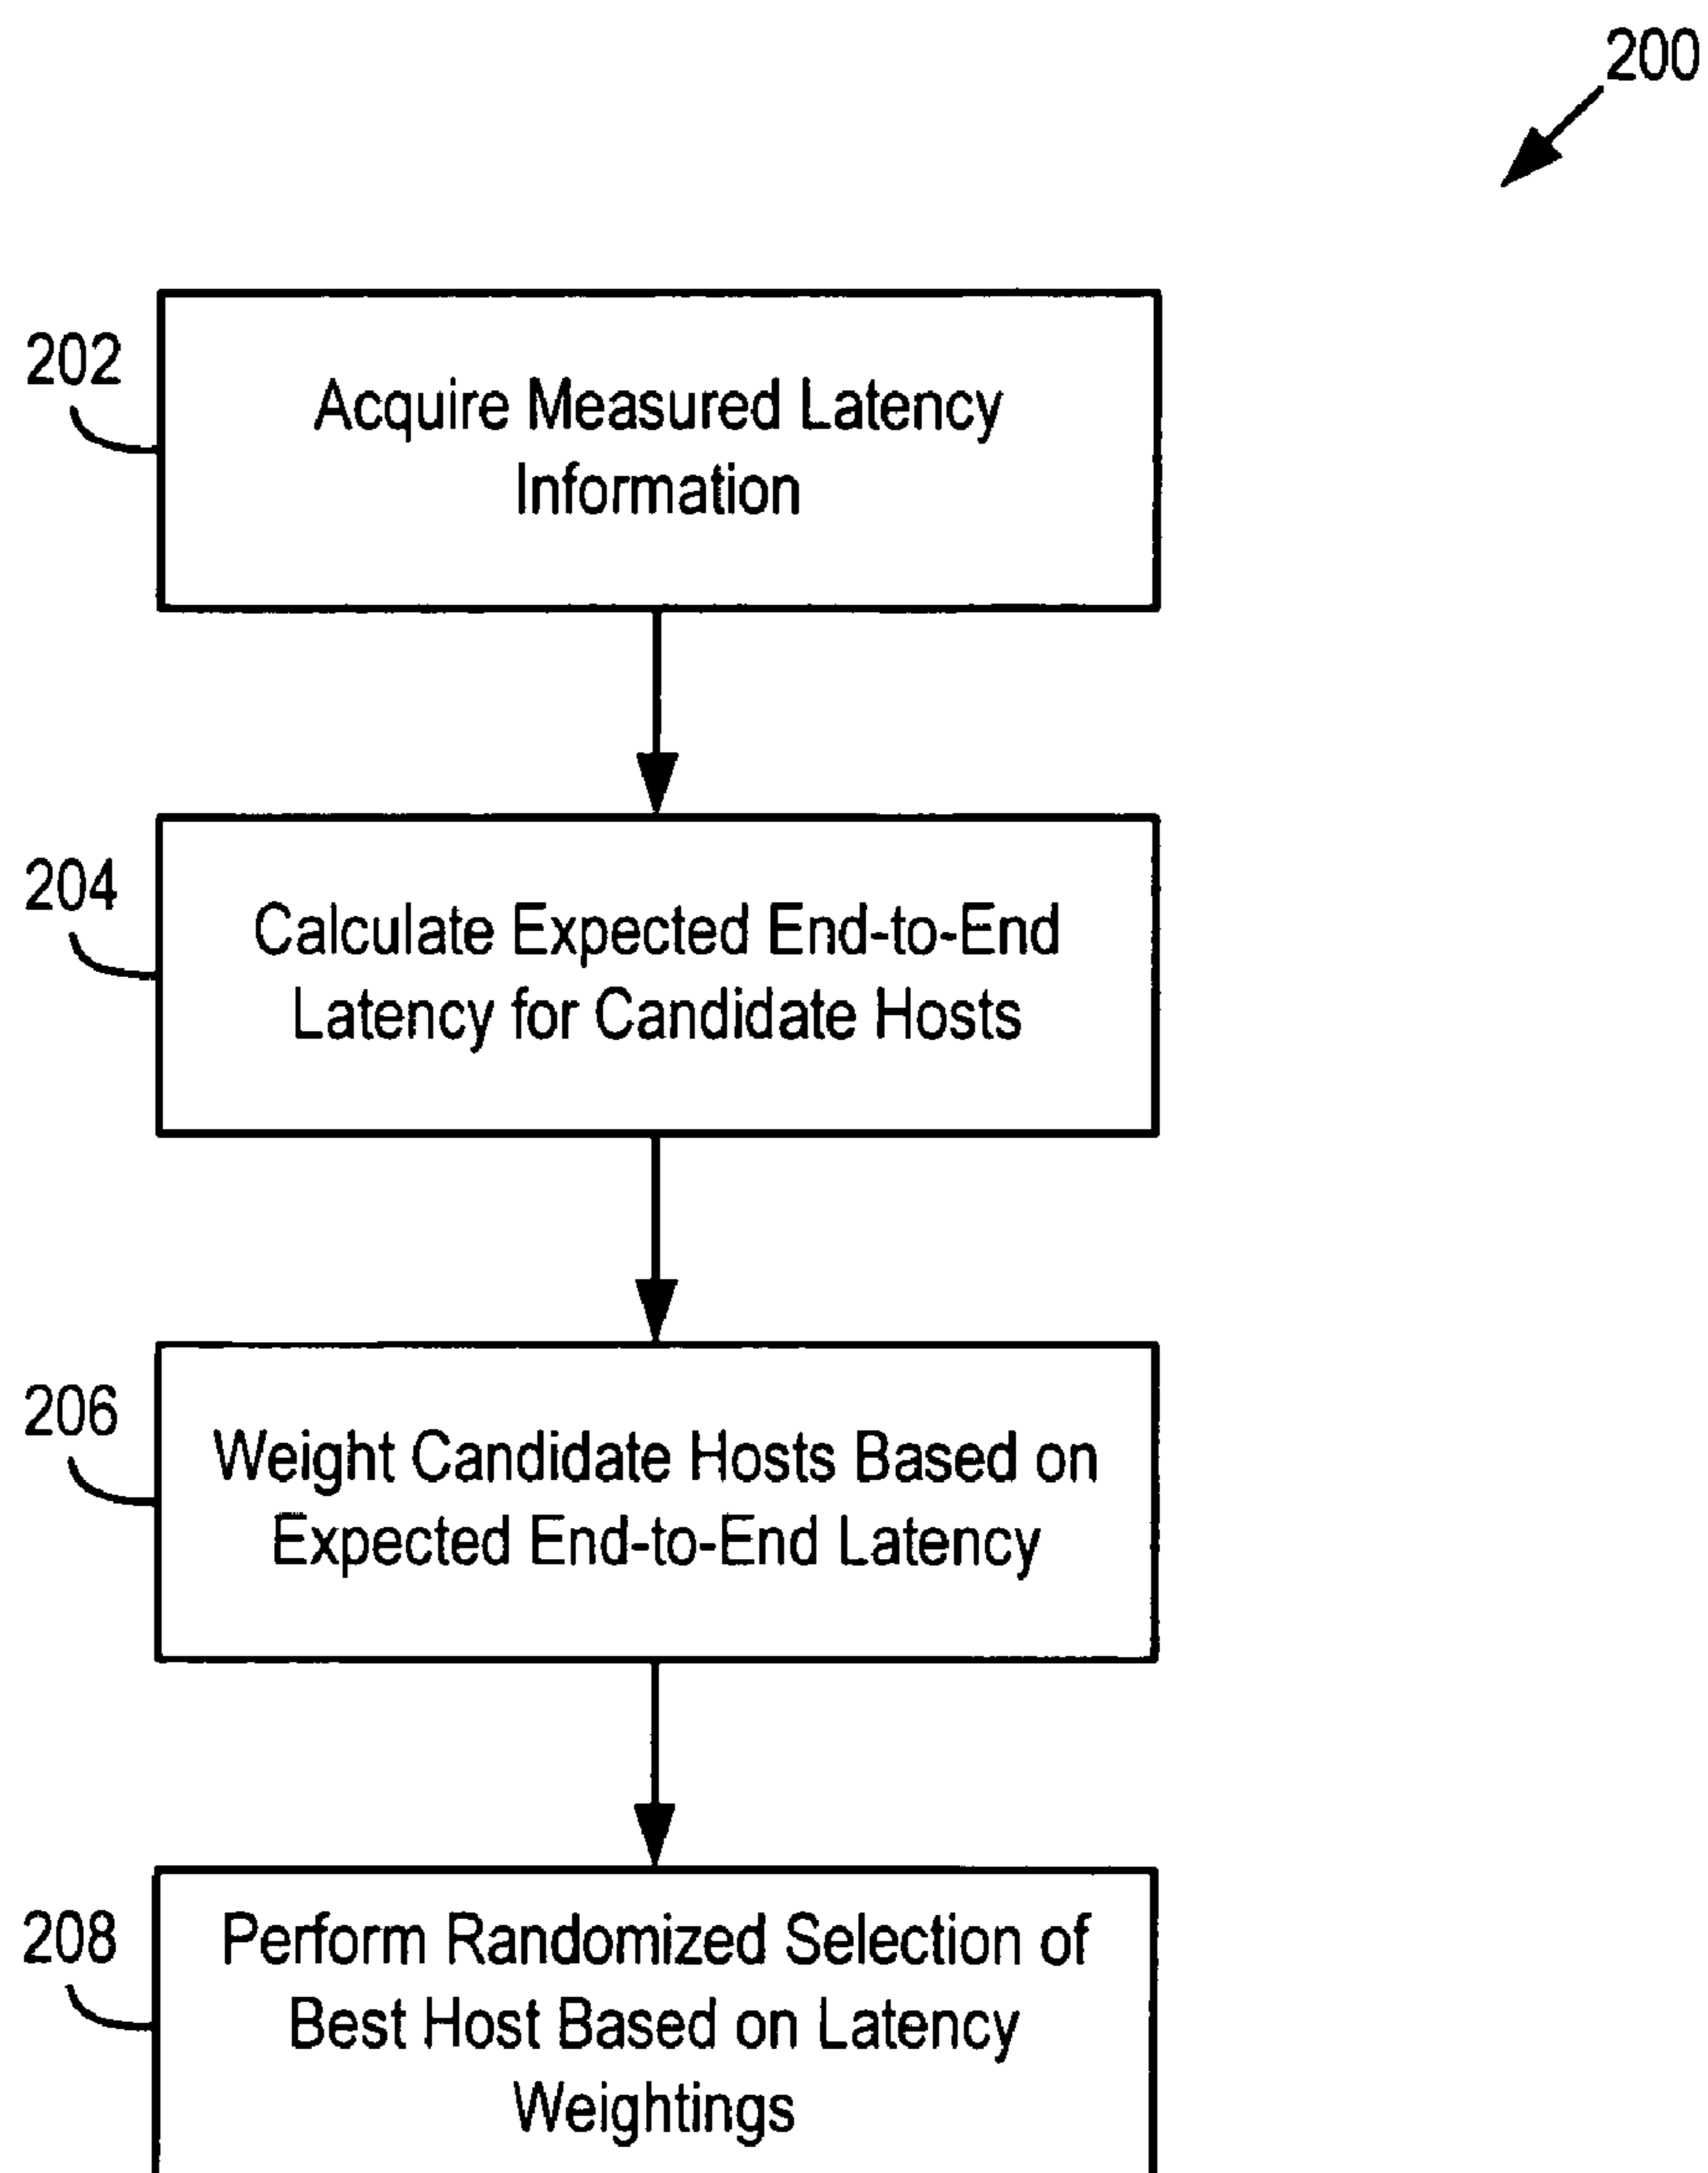 200
202
Acquire Measured Latency
Information
204
Calculate Expected End-to-End
Latency for Candidate Hosts
206
Weight Candidate Hosts Based on
Expected End-to-End Latency
208
Perform Randomized Selection of
Best Host Based on Latency
Weightings